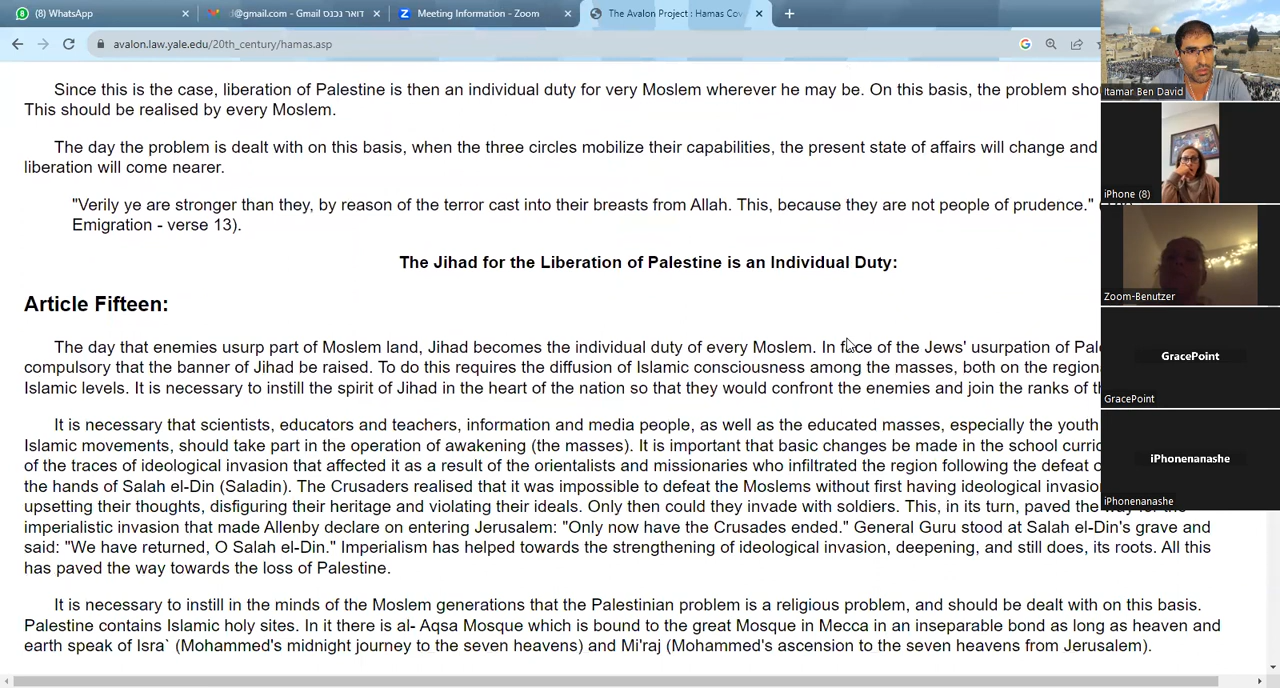 (8) WhatsApp
@gmail.com - Gmail דואר נכנס
Meeting Information - Zoom
The Avalon Project : Hamas Cov
avalon.law.yale.edu/20th_century/hamas.asp
Since this is the case, liberation of Palestine is then an individual duty for very Moslem wherever he may be. On this basis, the problem sho
This should be realised by every Moslem.
The day the problem is dealt with on this basis, when the three circles mobilize their capabilities, the present state of affairs will change and
liberation will come nearer.
"Verily ye are stronger than they, by reason of the terror cast into their breasts from Allah. This, because they are not people of prudence."
Emigration - verse 13).
The Jihad for the Liberation of Palestine is an Individual Duty:
Article Fifteen:
The day that enemies usurp part of Moslem land, Jihad becomes the individual duty of every Moslem. In face of the Jews' usurpation of Pal
compulsory that the banner of Jihad be raised. To do this requires the diffusion of Islamic consciousness among the masses, both on the region
Islamic levels. It is necessary to instill the spirit of Jihad in the heart of the nation so that they would confront the enemies and join the ranks of
It is necessary that scientists, educators and teachers, information and media people, as well as the educated masses, especially the youth
Islamic movements, should take part in the operation of awakening (the masses). It is important that basic changes be made in the school curric
of the traces of ideological invasion that affected it as a result of the orientalists and missionaries who infiltrated the region following the defeat
the hands of Salah el-Din (Saladin). The Crusaders realised that it was impossible to defeat the Moslems without first having ideological invasion
upsetting their thoughts, disfiguring their heritage and violating their ideals. Only then could they invade with soldiers. This, in its turn, paved the way for the
imperialistic invasion that made Allenby declare on entering Jerusalem: "Only now have the Crusades ended." General Guru stood at Salah el-Din's grave and
said: "We have returned, O Salah el-Din." Imperialism has helped towards the strengthening of ideological invasion, deepening, and still does, its roots. All this
has paved the way towards the loss of Palestine.
It is necessary to instill in the minds of the Moslem generations that the Palestinian problem is a religious problem, and should be dealt with on this basis.
Palestine contains Islamic holy sites. In it there is al- Aqsa Mosque which is bound to the great Mosque in Mecca in an inseparable bond as long as heaven and
earth speak of Isra` (Mohammed's midnight journey to the seven heavens) and Mi'raj (Mohammed's ascension to the seven heavens from Jerusalem).
Itamar Ben David
iPhone (8)
Zoom-Benutzer
GracePoint
GracePoint
iPhonenanashe
iPhonenanashe